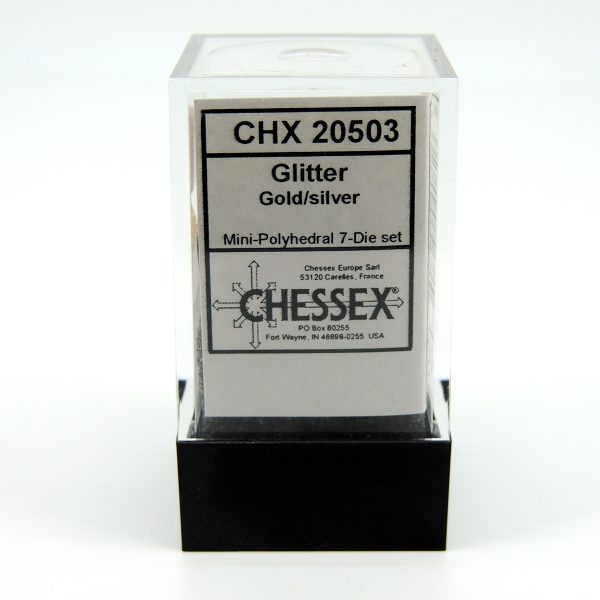 CHX 20503
Glitter
Gold/silver
Mini-Polyhedral 7-Die set
Chessex Europe Sarl
53120 Carelles, France
CHESSEX®
PO Box 80255
Fort Wayne, IN 46898-0255 USA